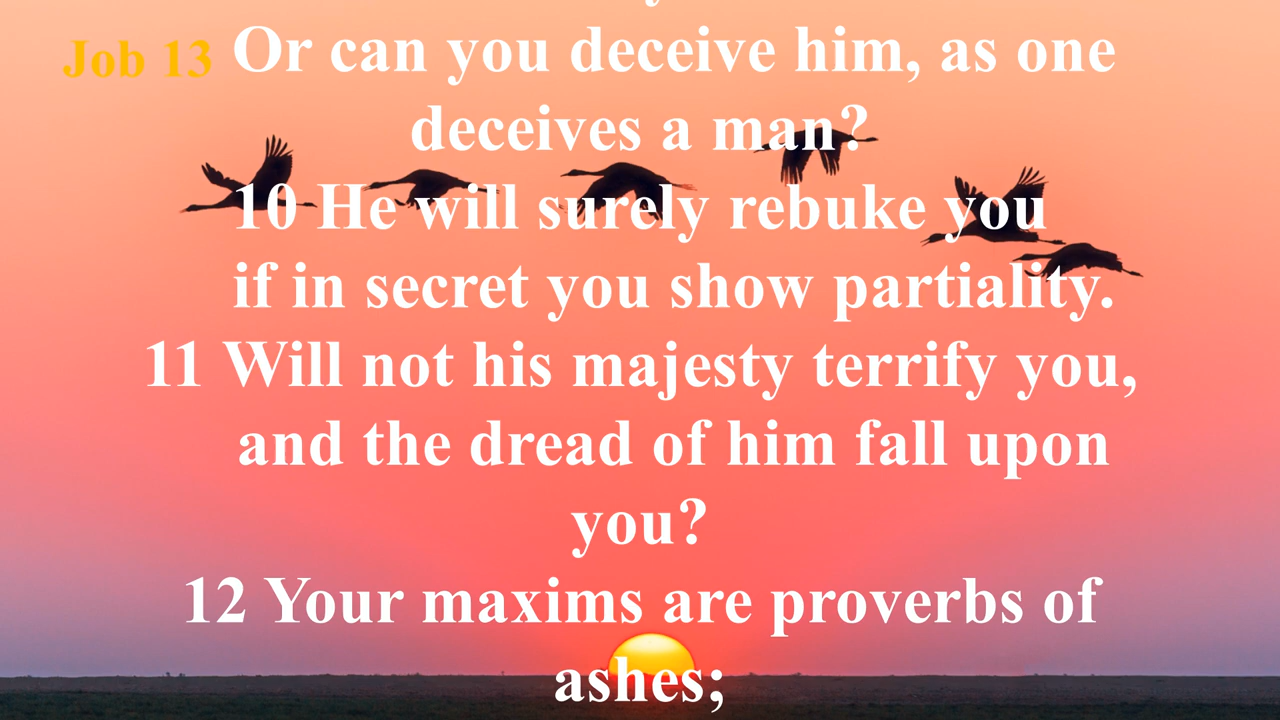 Job 13
Or can you deceive him, as one
deceives a man?
10 He will surely rebuke you
if in secret you show partiality.
11 Will not his majesty terrify you,
and the dread of him fall upon
you?
12 Your maxims are proverbs of
ashes;